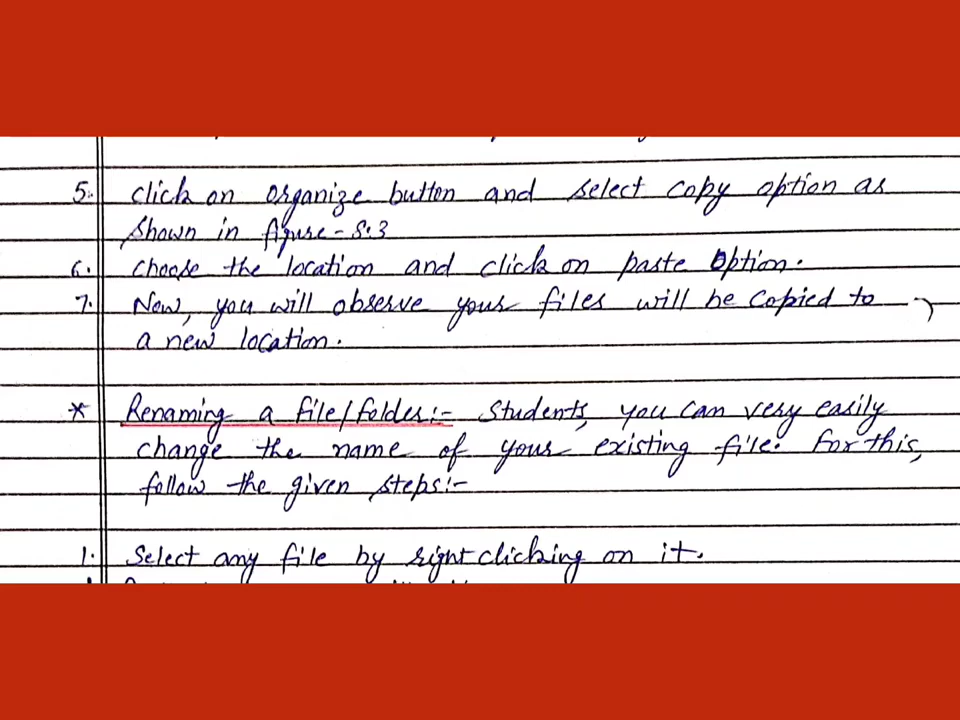 5. Click on organize button and select copy option as
shown in figure-5.3
6. Choose the location and click on paste option.
7. Now, you will observe your files will be copied to
a new location.
* Renaming a file/folder:- Students, you can very easily
change the name of your existing file. For this,
follow the given steps:-
1. Select any file by right clicking on it.